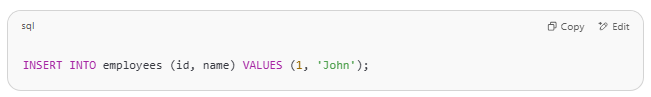 sql Copy Edit
INSERT INTO employees (id, name) VALUES (1, 'John');